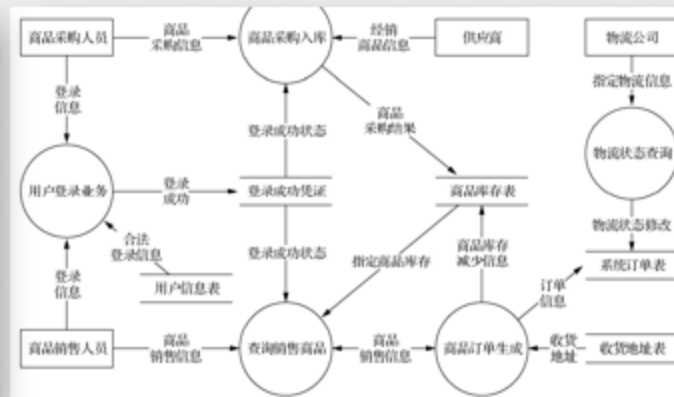 商品采购人员
商品
采购信息
商品采购入库
经销
商品信息
供应商
物流公司
登录
信息
商品
采购结果
指定物流信息
登录成功状态
物流状态查询
用户登录业务
登录
成功
登录成功凭证
商品库存表
合法
登录信息
登录成功状态
指定商品库存
商品库存
减少信息
物流状态修改
登录
信息
用户信息表
订单
信息
系统订单表
商品销售人员
商品
销售信息
查询销售商品
商品
销售信息
商品订单生成
收货
地址
收货地址表